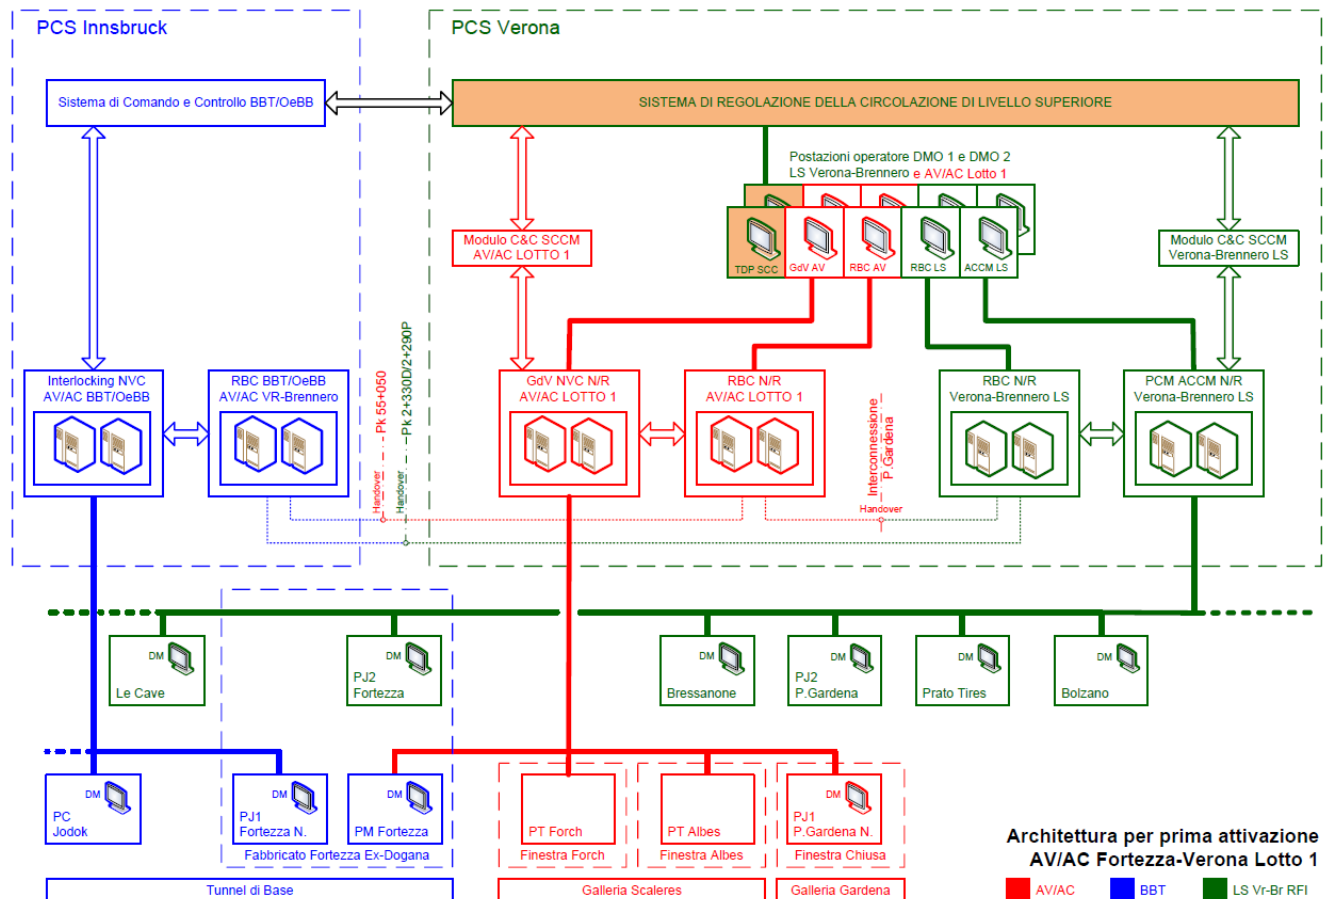 PCS Innsbruck
PCS Verona
Sistema di Comando e Controllo BBT/OeBB
SISTEMA DI REGOLAZIONE DELLA CIRCOLAZIONE DI LIVELLO SUPERIORE
Postazioni operatore DMO 1 e DMO 2
LS Verona-Brennero e AV/AC Lotto 1
TDP SCC
GdV AV
RBC AV
RBC LS
ACCM LS
Modulo C&C SCCM
AV/AC LOTTO 1
Modulo C&C SCCM
Verona-Brennero LS
Interlocking NVC
AV/AC BBT/OeBB
RBC BBT/OeBB
AV/AC VR-Brennero
Pk 55+050
Handover
Pk 2+330D/2+290P
Handover
GdV NVC N/R
AV/AC LOTTO 1
RBC N/R
AV/AC LOTTO 1
Interconnessione
P.Gardena
Handover
RBC N/R
Verona-Brennero LS
PCM ACCM N/R
Verona-Brennero LS
DM
Le Cave
DM
PJ2
Fortezza
DM
Bressanone
DM
PJ2
P.Gardena
DM
Prato Tires
DM
Bolzano
DM
PC
Jodok
DM
PJ1
Fortezza N.
DM
PM Fortezza
Fabbricato Fortezza Ex-Dogana
PT Forch
Finestra Forch
PT Albes
Finestra Albes
DM
PJ1
P.Gardena N.
Finestra Chiusa
Tunnel di Base
Galleria Scaleres
Galleria Gardena
Architettura per prima attivazione
AV/AC Fortezza-Verona Lotto 1
AV/AC
BBT
LS Vr-Br RFI